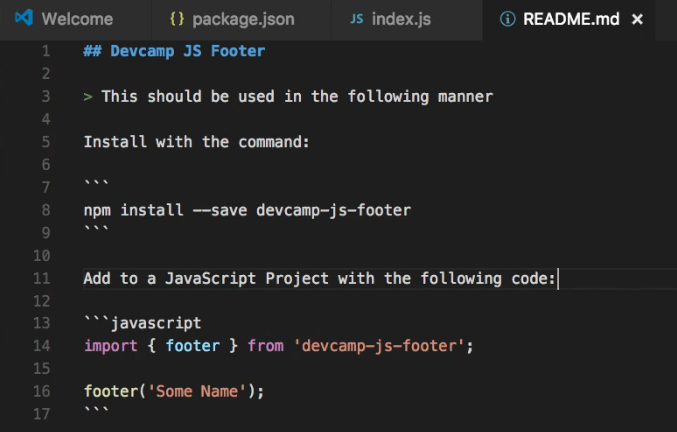 Welcome {} package.json JS index.js README.md ×
1 ## Devcamp JS Footer
2
3 > This should be used in the following manner
4
5 Install with the command:
6
7 ```
8 npm install --save devcamp-js-footer
9 ```
10
11 Add to a JavaScript Project with the following code:
12
13 ```javascript
14 import { footer } from 'devcamp-js-footer';
15
16 footer('Some Name');
17 ```